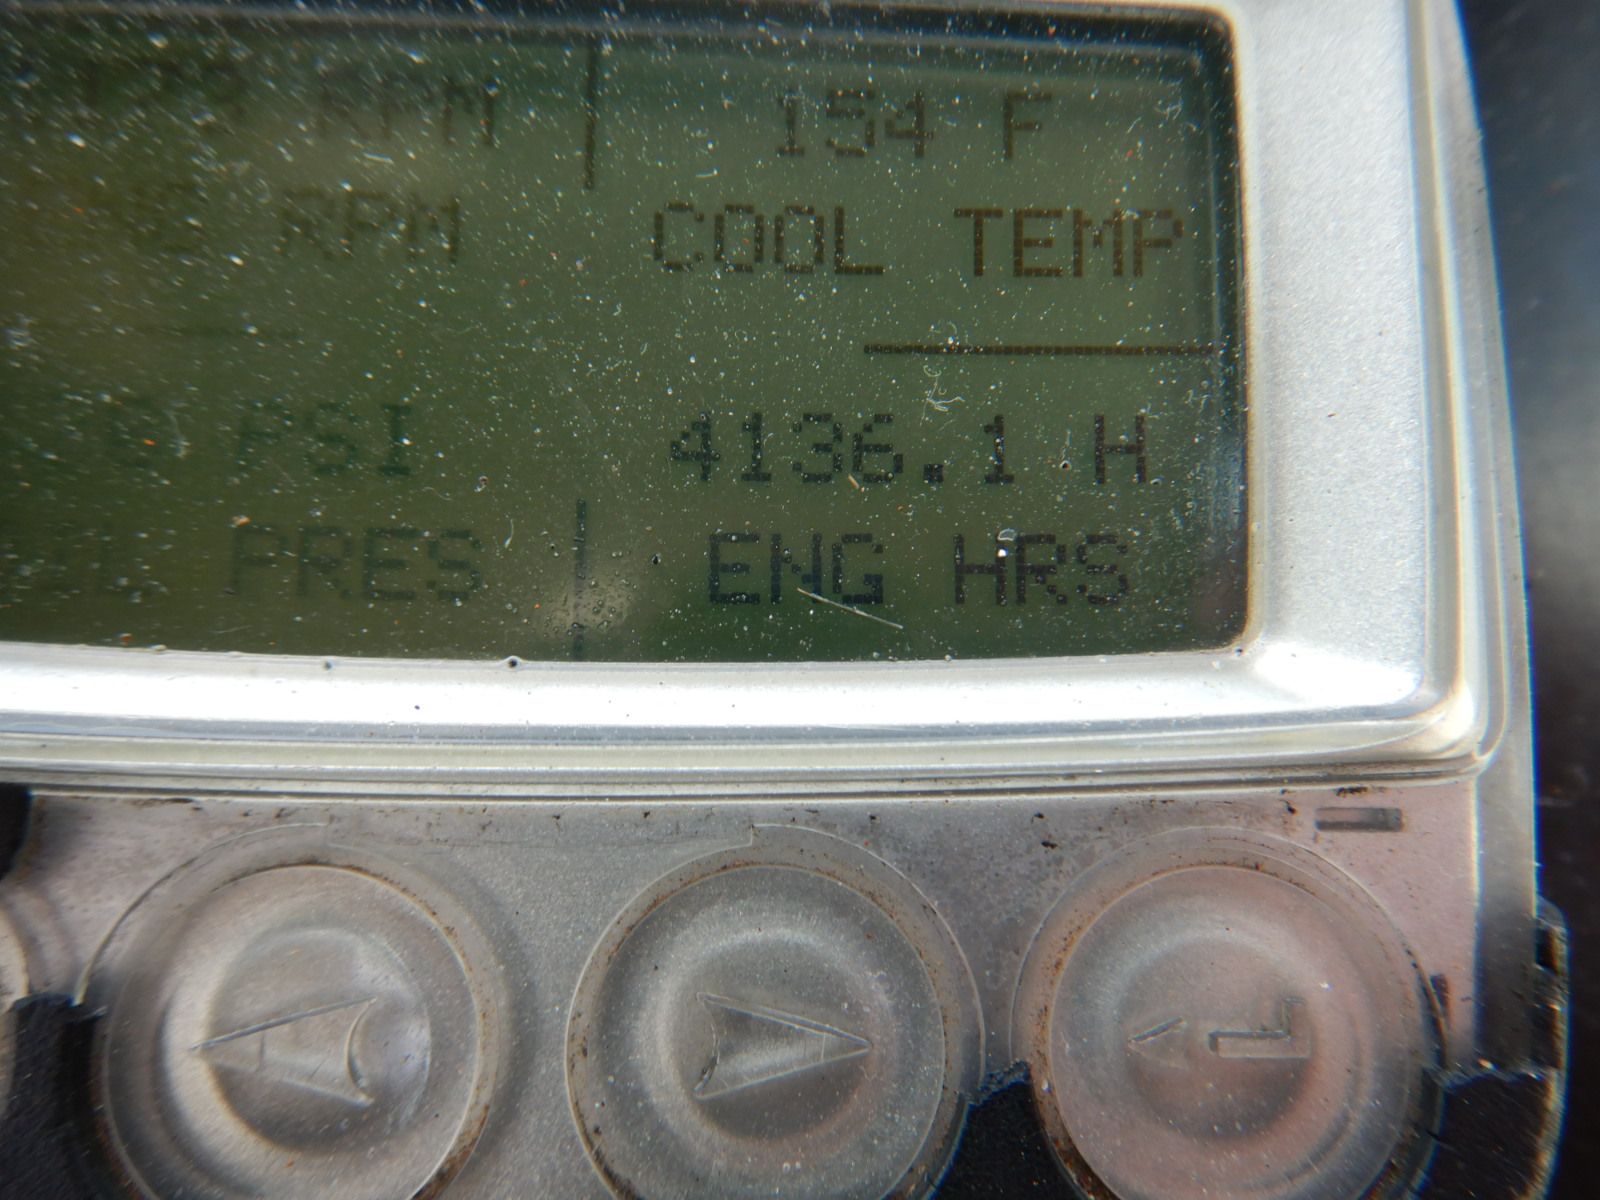 RPM 154 F
RPM COOL TEMP
PSI 4136.1 H
PRES ENG HRS